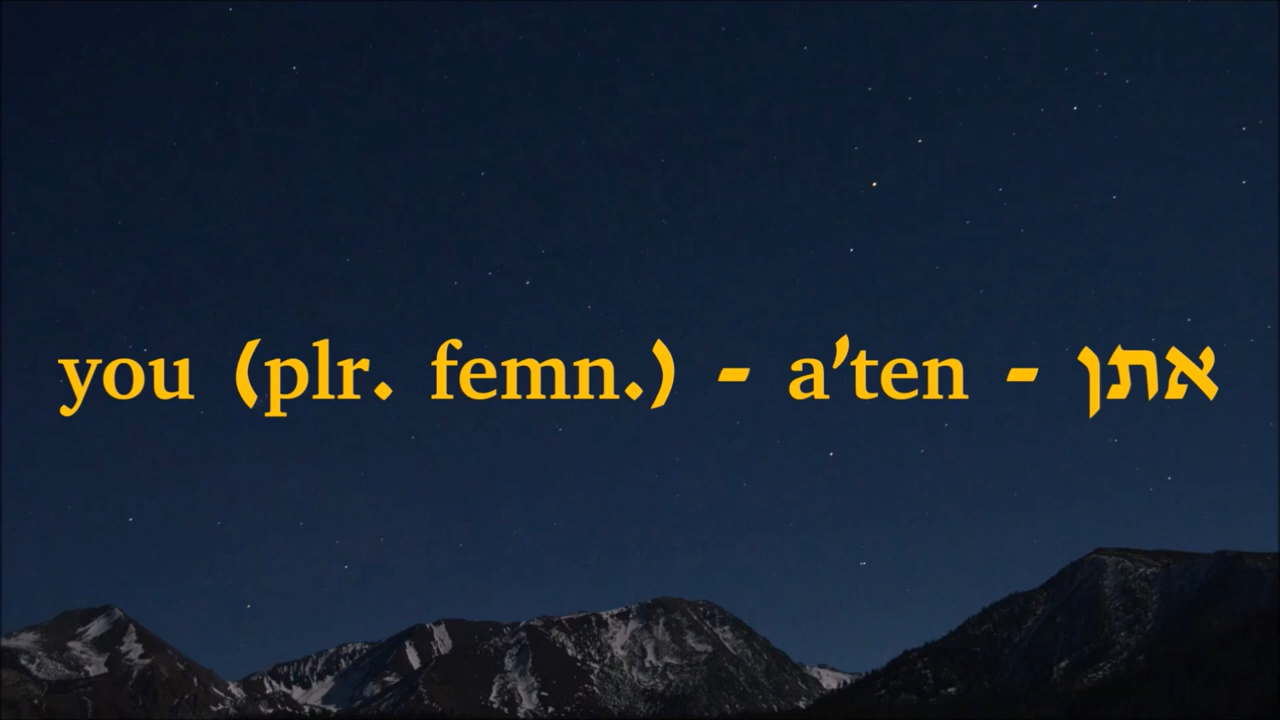 you (plr. femn.) - a’ten - אתן